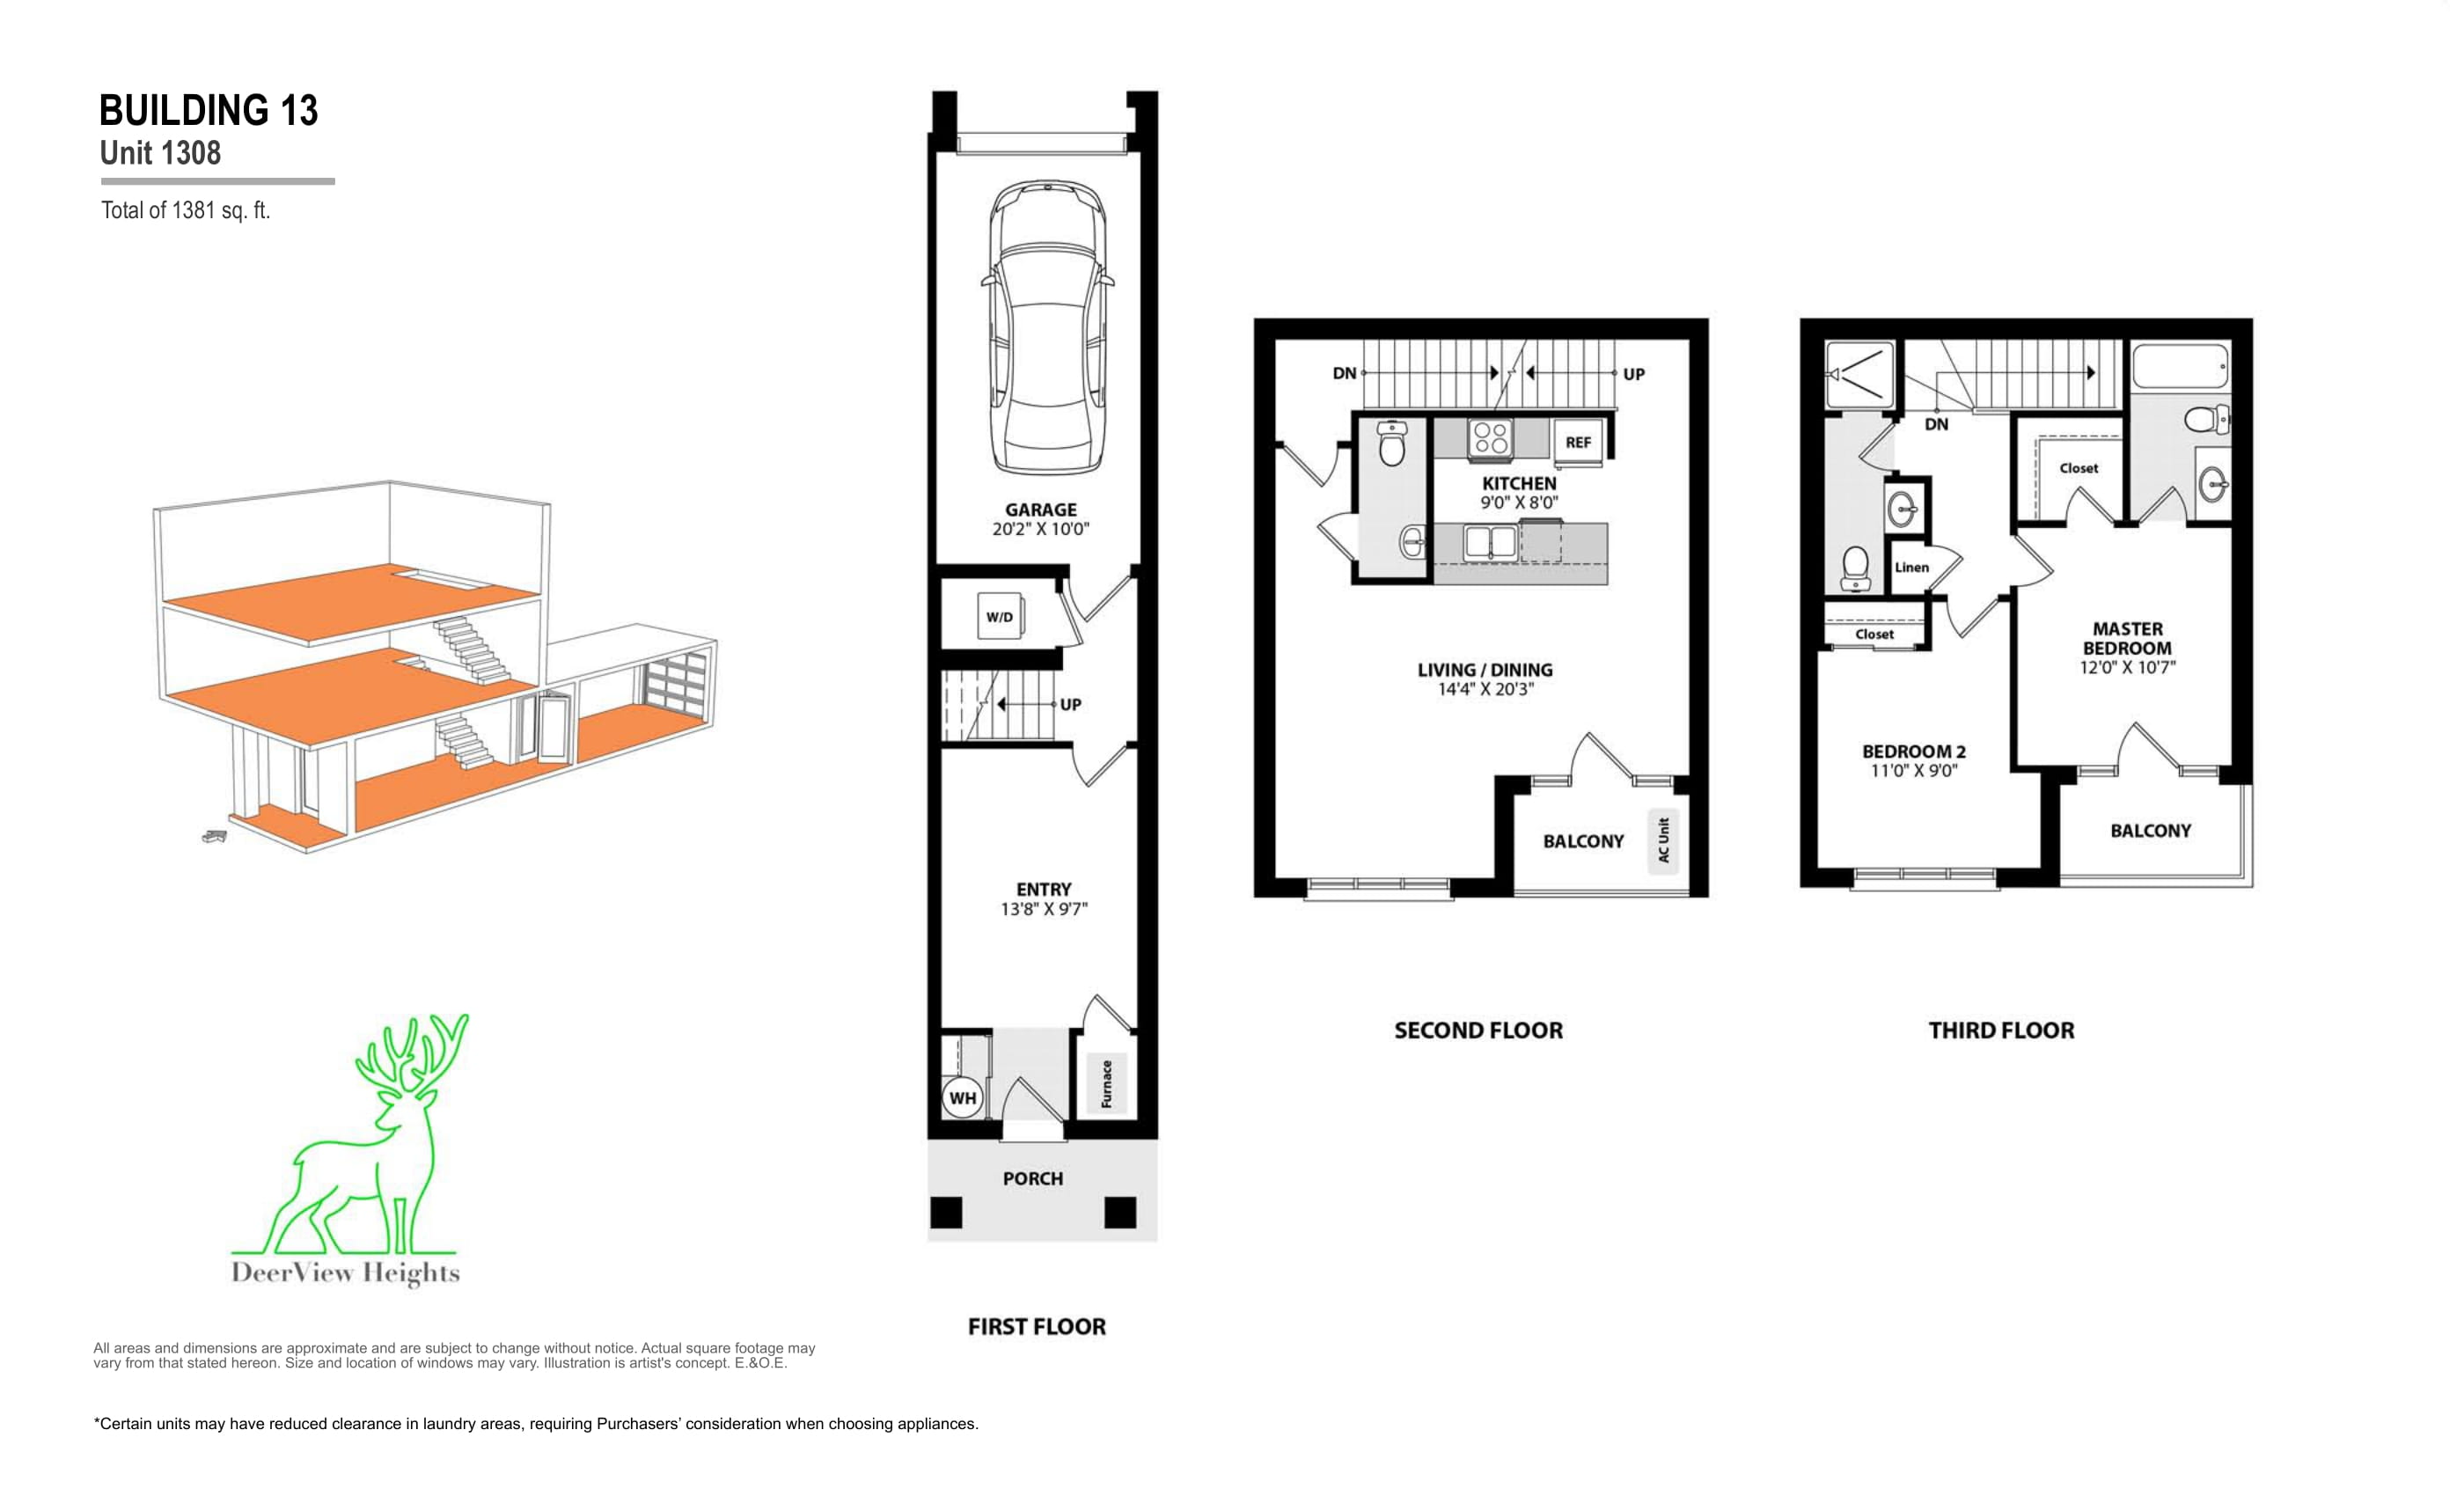 BUILDING 13
Unit 1308
Total of 1381 sq. ft.
GARAGE
20'2" X 10'0"
W/D
UP
ENTRY
13'8" X 9'7"
WH
Furnace
PORCH
FIRST FLOOR
DN
UP
REF
KITCHEN
9'0" X 8'0"
LIVING / DINING
14'4" X 20'3"
BALCONY
AC Unit
SECOND FLOOR
DN
Closet
Linen
Closet
MASTER
BEDROOM
12'0" X 10'7"
BEDROOM 2
11'0" X 9'0"
BALCONY
THIRD FLOOR
DeerView Heights
All areas and dimensions are approximate and are subject to change without notice. Actual square footage may
vary from that stated hereon. Size and location of windows may vary. Illustration is artist's concept. E.&O.E.
*Certain units may have reduced clearance in laundry areas, requiring Purchasers’ consideration when choosing appliances.